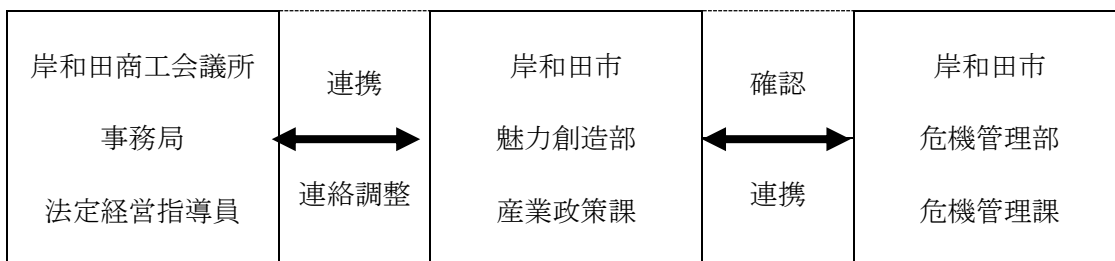 岸和田商工会議所
事務局
法定経営指導員
連携
連絡調整
岸和田市
魅力創造部
産業政策課
確認
連携
岸和田市
危機管理部
危機管理課